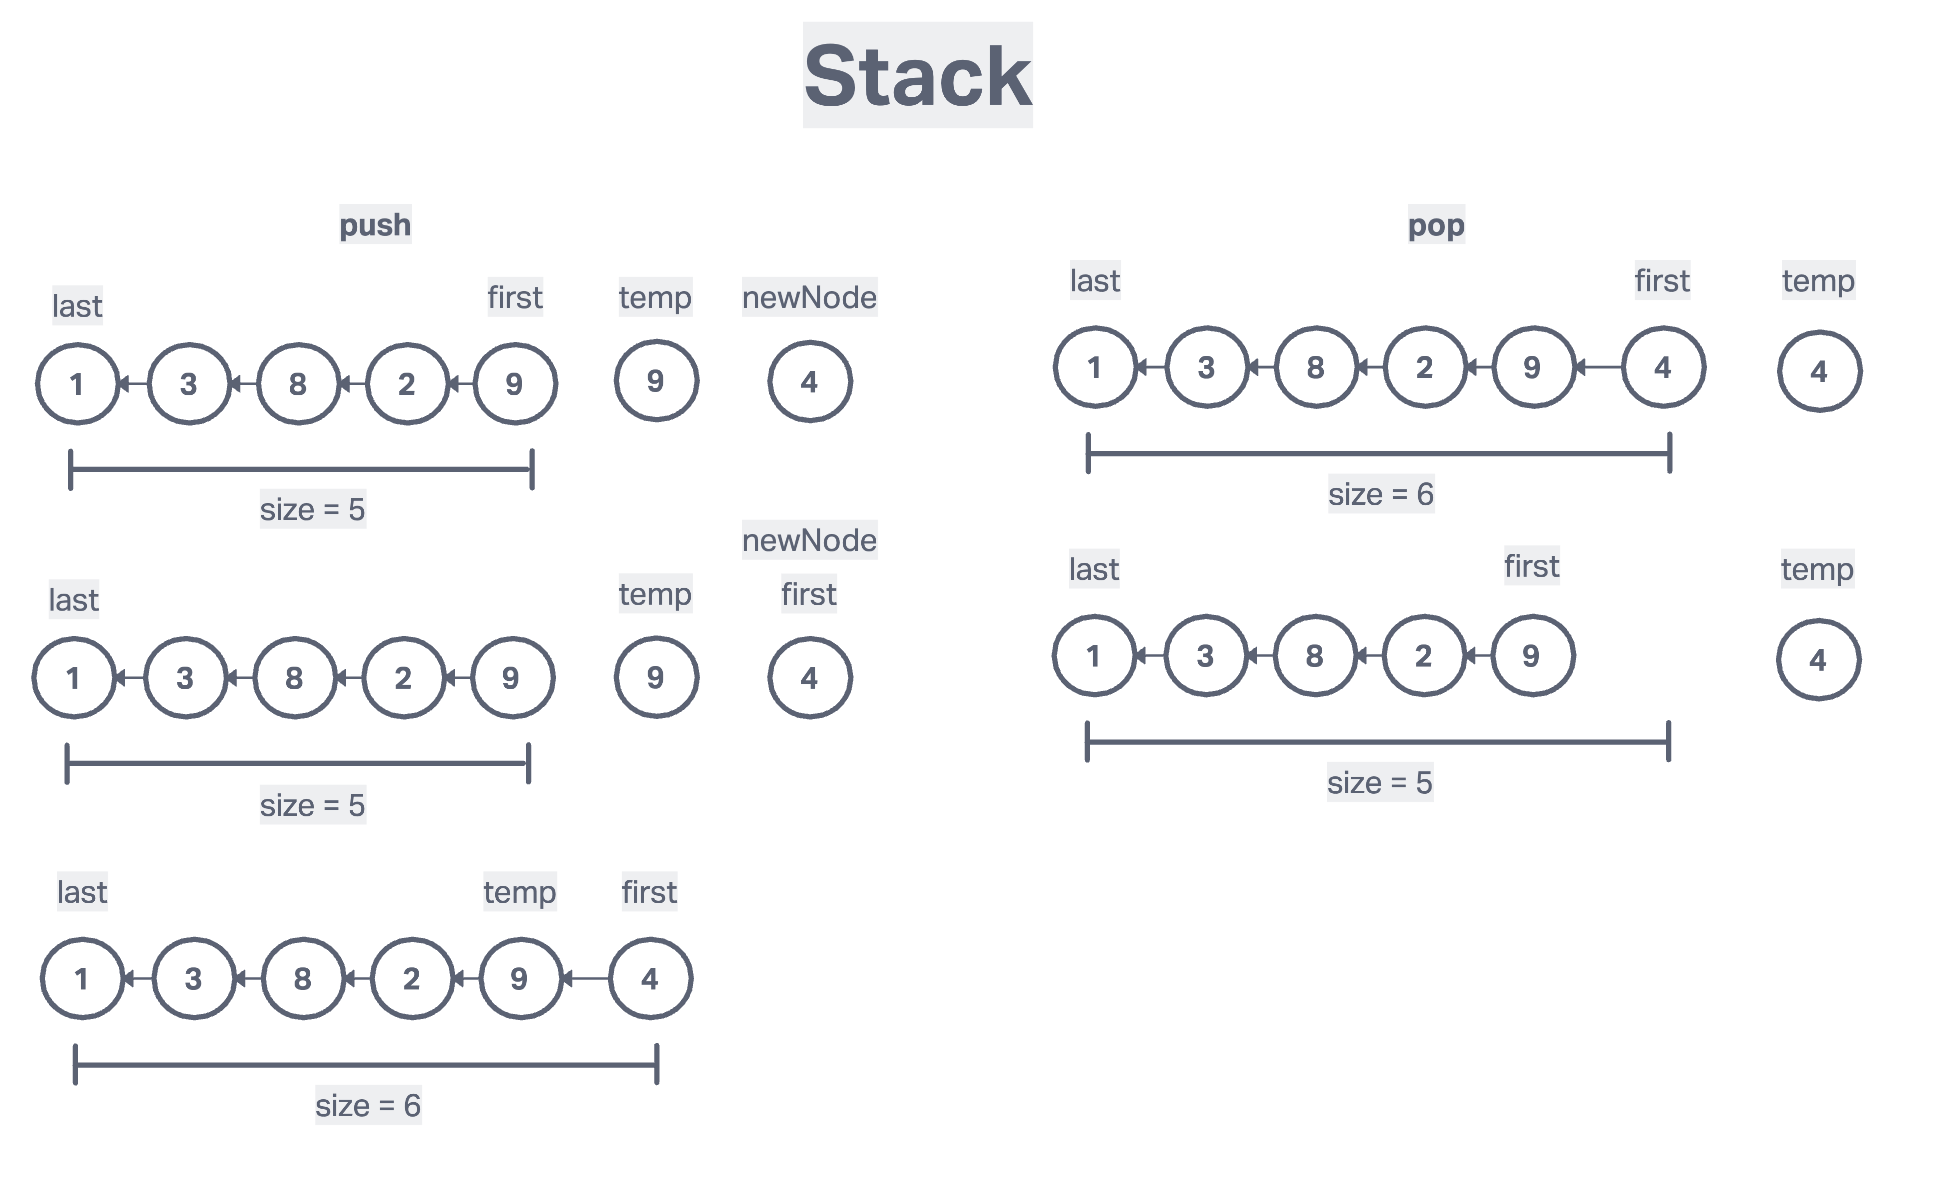 Stack
push
last first temp newNode
1 3 8 2 9 9 4
size = 5
newNode
last temp first
1 3 8 2 9 9 4
size = 5
last temp first
1 3 8 2 9 4
size = 6
pop
last first temp
1 3 8 2 9 4 4
size = 6
last first temp
1 3 8 2 9 4
size = 5